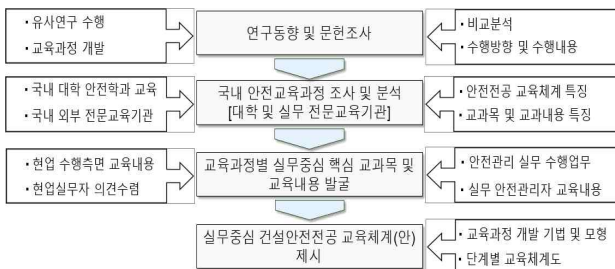 • 유사연구 수행
• 교육과정 개발
연구동향 및 문헌조사
• 비교분석
• 수행방향 및 수행내용
• 국내 대학 안전학과 교육
• 국내 외부 전문교육기관
국내 안전교육과정 조사 및 분석
[대학 및 실무 전문교육기관]
• 안전전공 교육체계 특징
• 교과목 및 교과내용 특징
• 현업 수행측면 교육내용
• 현업실무자 의견수렴
교육과정별 실무중심 핵심 교과목 및
교육내용 발굴
• 안전관리 실무 수행업무
• 실무 안전관리자 교육내용
실무중심 건설안전전공 교육체계(안)
제시
• 교육과정 개발 기법 및 모형
• 단계별 교육체계도